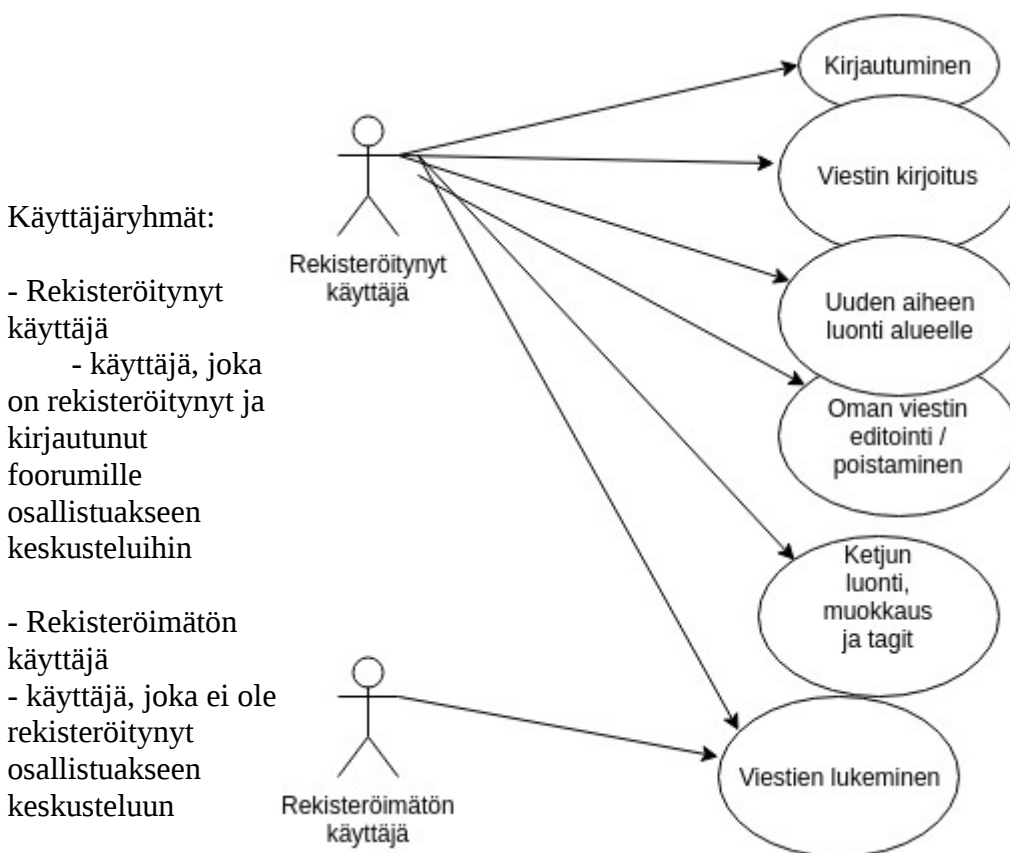 Käyttäjäryhmät:
- Rekisteröitynyt
käyttäjä
- käyttäjä, joka
on rekisteröitynyt ja
kirjautunut
foorumille
osallistuakseen
keskusteluihin
- Rekisteröimätön
käyttäjä
- käyttäjä, joka ei ole
rekisteröitynyt
osallistuakseen
keskusteluun
Rekisteröitynyt
käyttäjä
Rekisteröimätön
käyttäjä
Kirjautuminen
Viestin kirjoitus
Uuden aiheen
luonti alueelle
Oman viestin
editointi /
poistaminen
Ketjun
luonti,
muokkaus
ja tagit
Viestien lukeminen